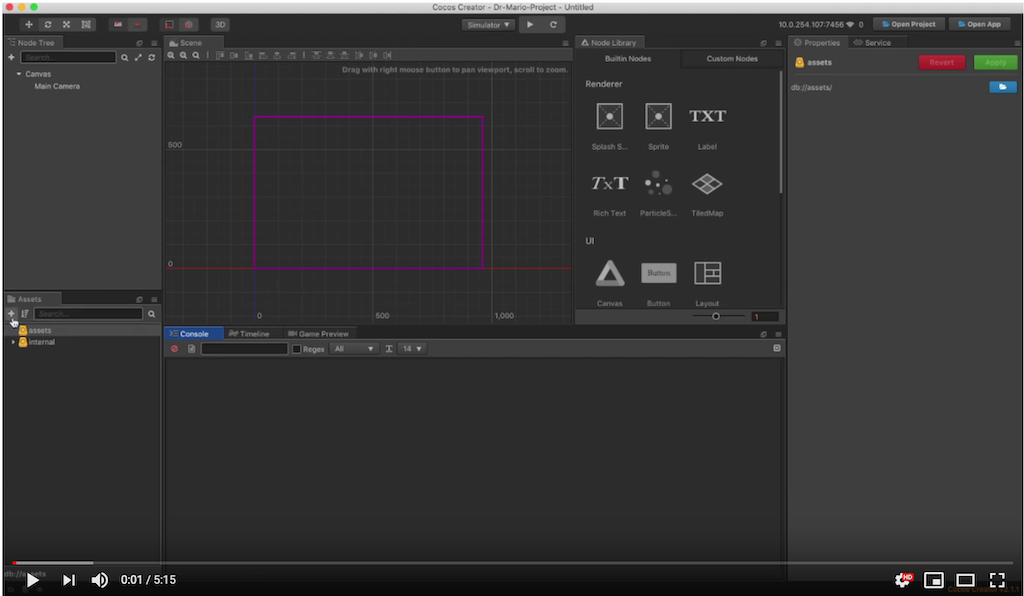 Cocos Creator - Dr-Mario-Project - Untitled
3D
Simulator
10.0.254.107:7456
0
Open Project
Open App
Node Tree
Search...
Canvas
Main Camera
Scene
Drag with right mouse button to pan viewport, scroll to zoom.
500
0
0
500
1,000
Node Library
Builtin Nodes
Custom Nodes
Renderer
Splash S...
TXT
Sprite
Label
TxT
Rich Text
ParticleS...
TiledMap
UI
Button
Canvas
Button
Layout
1
Properties
Service
assets
Revert
Apply
db://assets/
Assets
Search...
assets
internal
Console
Timeline
Game Preview
Regex
All
14
db://assets
0:01 / 5:15
HD
Cocos Creator v2.1.1